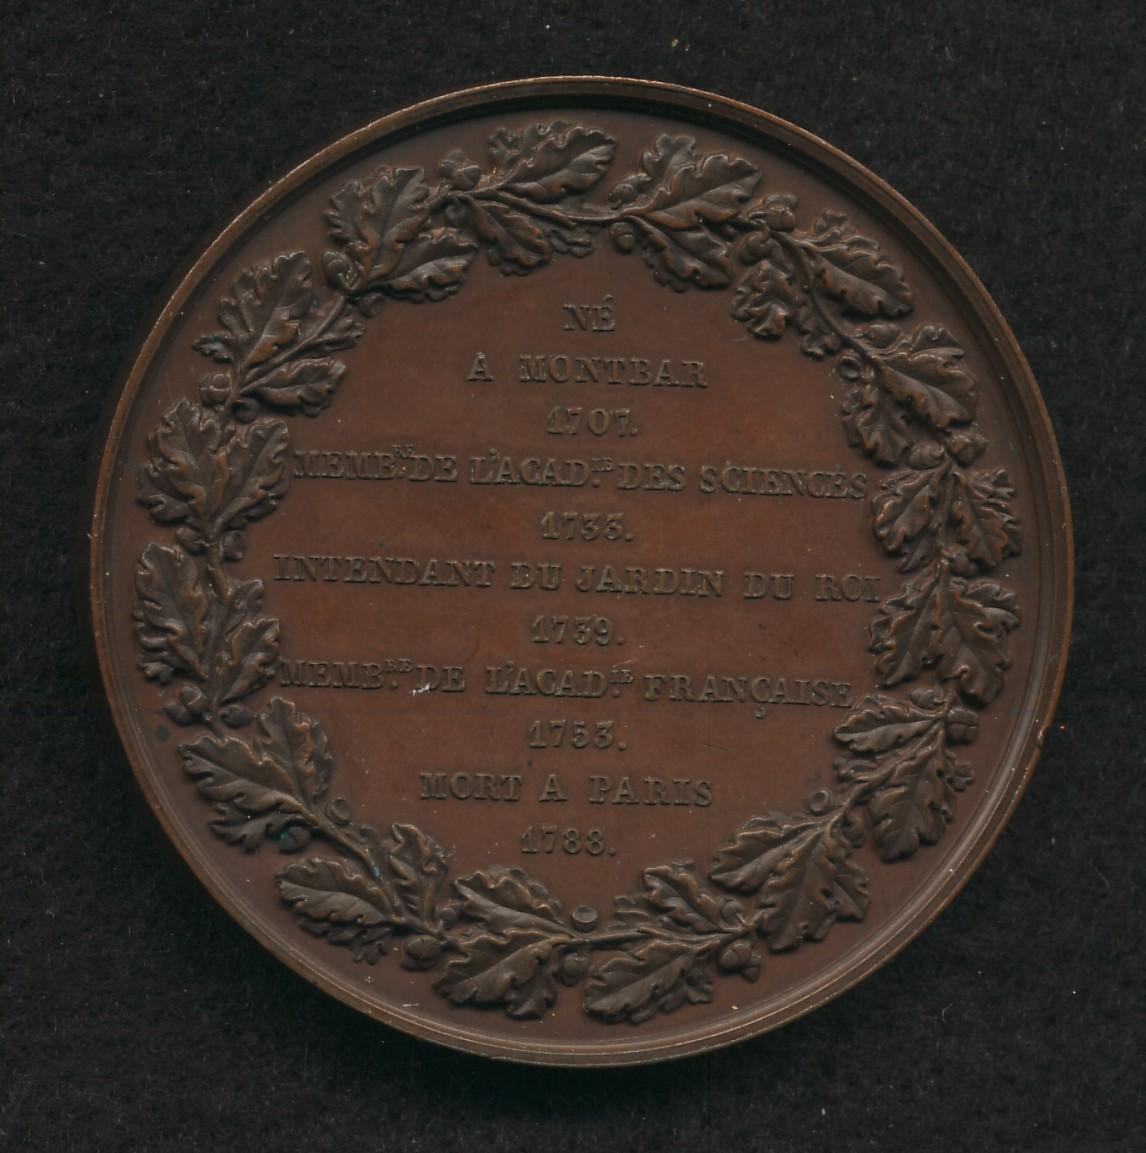 NÉ
A MONTBAR
1707.
MEMB.RE DE L'ACAD.IE DES SCIENCES
1733.
INTENDANT DU JARDIN DU ROI
1739.
MEMB.RE DE L'ACAD.IE FRANÇAISE
1753.
MORT A PARIS
1788.